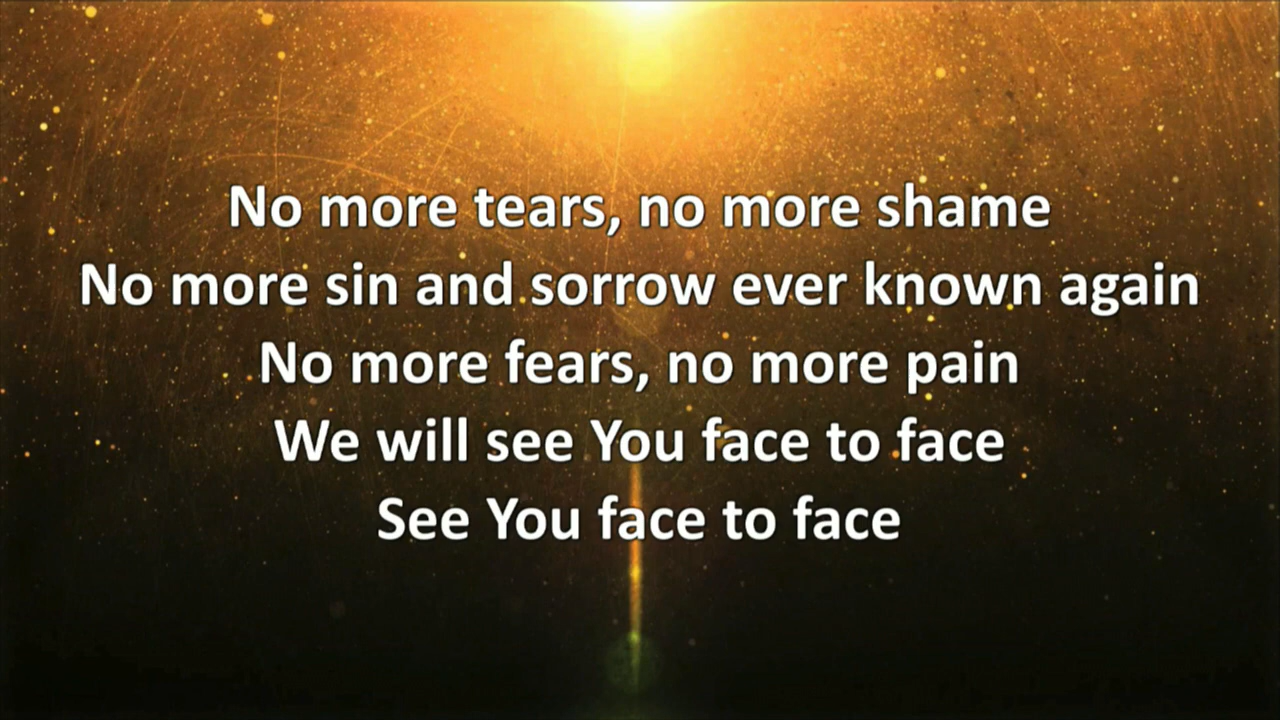 No more tears, no more shame
No more sin and sorrow ever known again
No more fears, no more pain
We will see You face to face
See You face to face